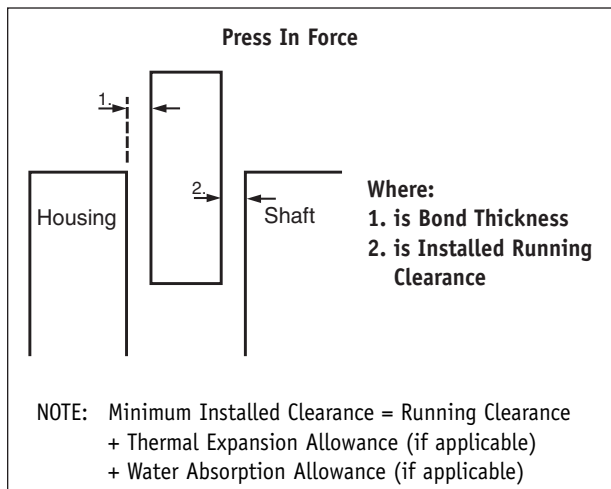 Press In Force
1.
2.
Housing
Shaft
Where:
1. is Bond Thickness
2. is Installed Running
Clearance
NOTE: Minimum Installed Clearance = Running Clearance
+ Thermal Expansion Allowance (if applicable)
+ Water Absorption Allowance (if applicable)